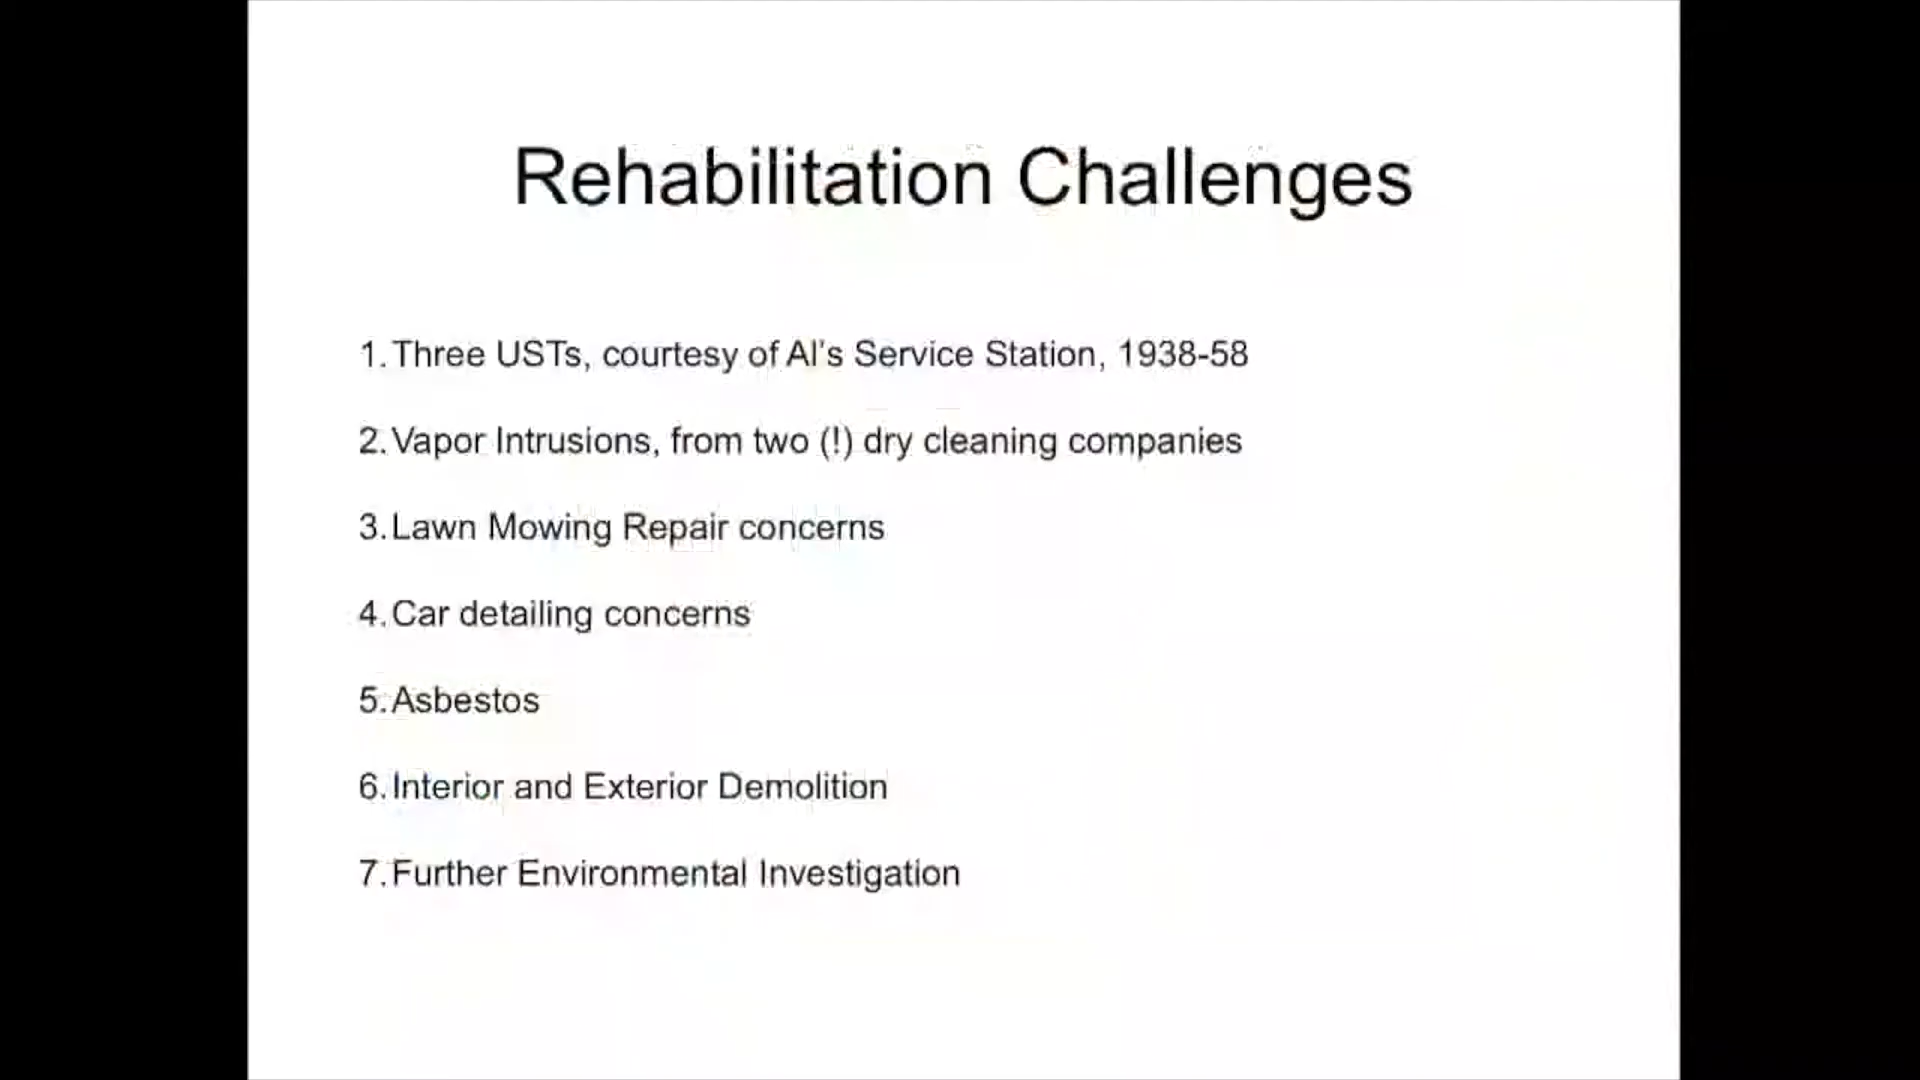 Rehabilitation Challenges
1. Three USTs, courtesy of Al's Service Station, 1938-58
2. Vapor Intrusions, from two (!) dry cleaning companies
3. Lawn Mowing Repair concerns
4. Car detailing concerns
5. Asbestos
6. Interior and Exterior Demolition
7. Further Environmental Investigation